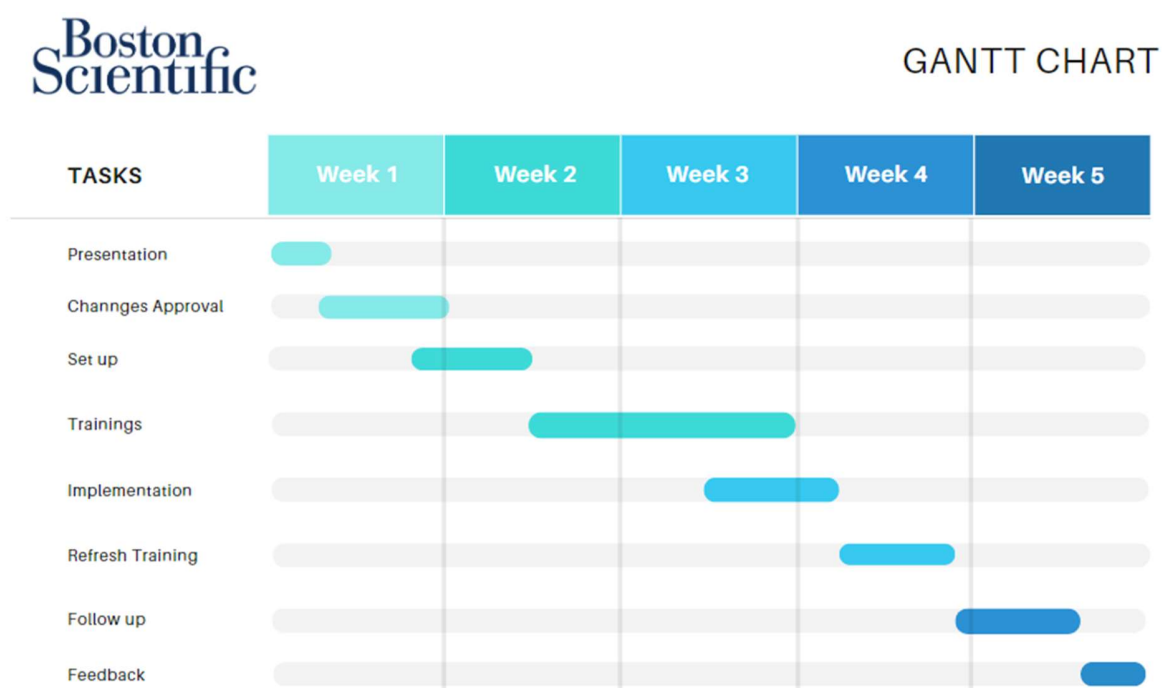 Boston
Scientific
GANTT CHART
TASKS Week 1 Week 2 Week 3 Week 4 Week 5
Presentation
Channges Approval
Set up
Trainings
Implementation
Refresh Training
Follow up
Feedback